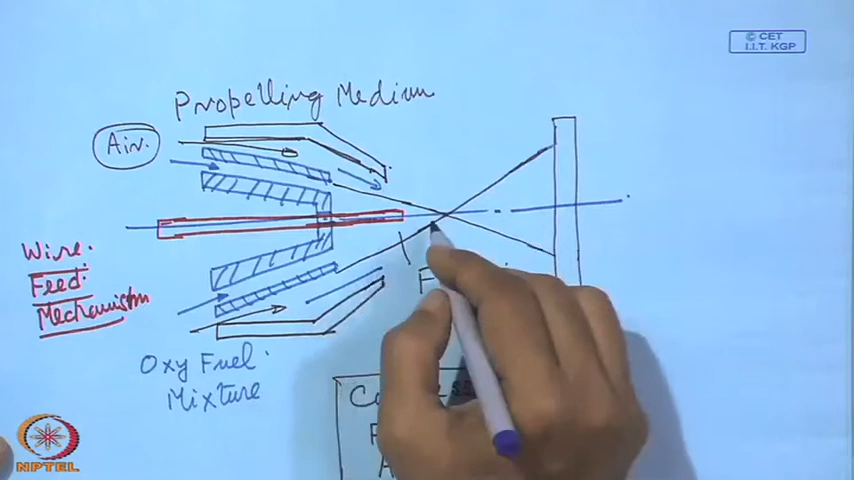 © CET
I.I.T. KGP
Propelling Medium
Air.
Wire.
Feed.
Mechanism
Oxy Fuel.
Mixture
NPTEL